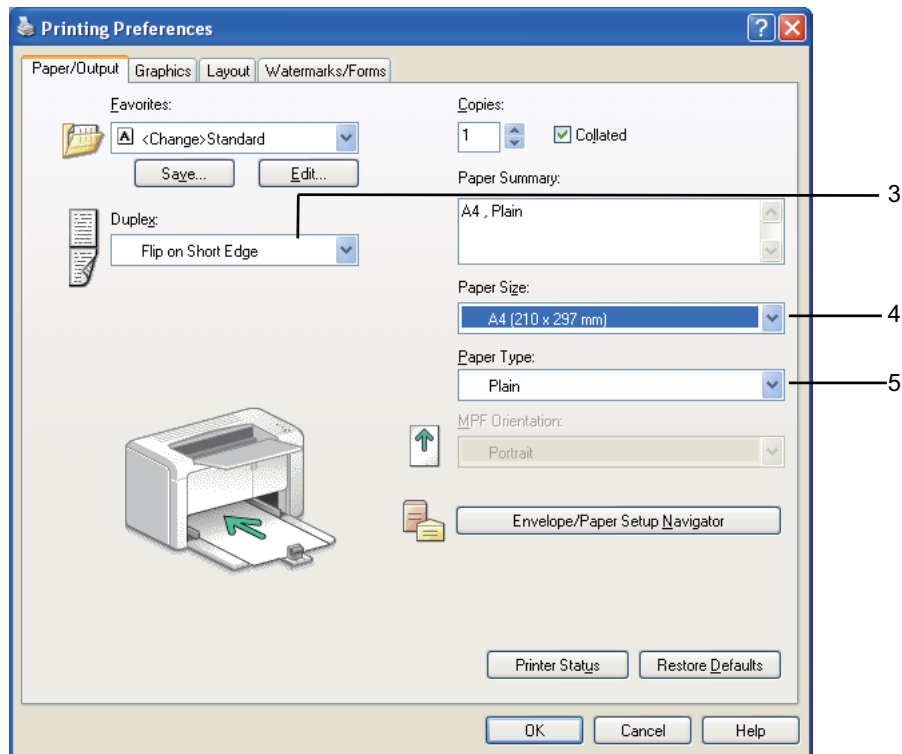 Printing Preferences
Paper/Output Graphics Layout Watermarks/Forms
Favorites:
<Change>Standard
Save... Edit...
Duplex:
Flip on Short Edge
Copies:
1 Collated
Paper Summary:
A4 , Plain
3
Paper Size:
A4 (210 x 297 mm)
4
Paper Type:
Plain
5
MPF Orientation:
Portrait
Envelope/Paper Setup Navigator
Printer Status Restore Defaults
OK Cancel Help